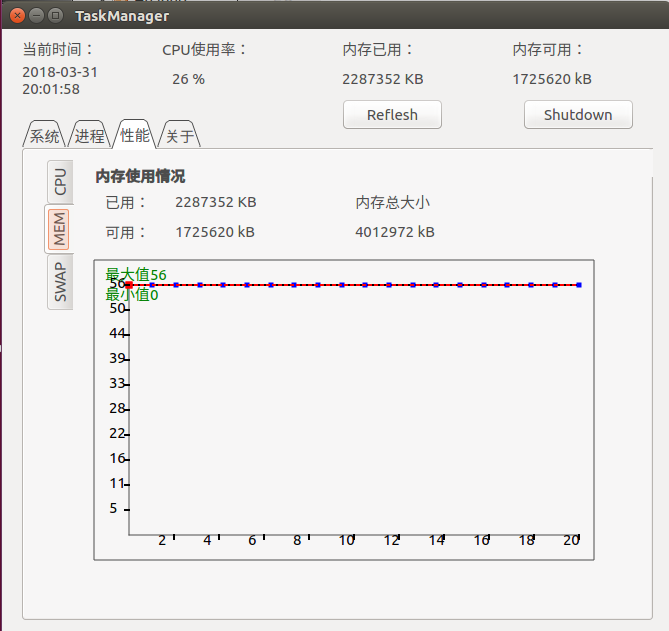 TaskManager
当前时间： CPU使用率： 内存已用： 内存可用：
2018-03-31
20:01:58
26 % 2287352 KB 1725620 kB
Reflesh Shutdown
系统 进程 性能 关于
CPU
MEM
SWAP
内存使用情况
已用： 2287352 KB 内存总大小
可用： 1725620 kB 4012972 kB
最大值56
56
最小值0
50
44
39
33
28
22
16
11
5
2 4 6 8 10 12 14 16 18 20